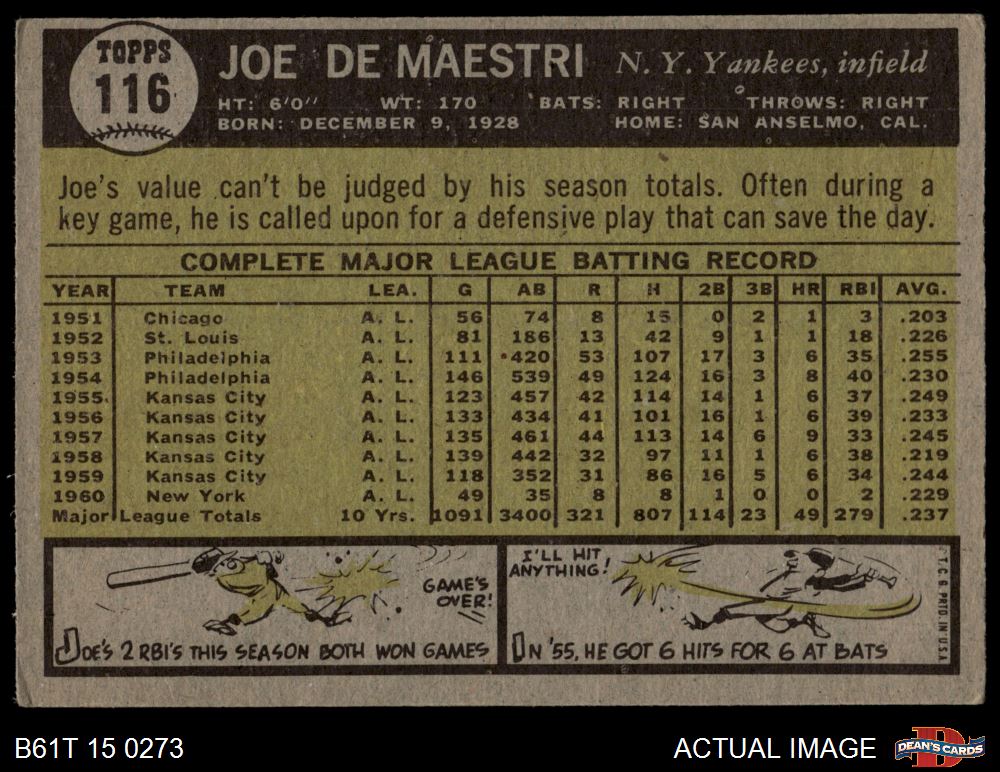 TOPPS
116
JOE DE MAESTRI N. Y. Yankees, infield
HT: 6'0" WT: 170 BATS: RIGHT THROWS: RIGHT
BORN: DECEMBER 9, 1928 HOME: SAN ANSELMO, CAL.
Joe's value can't be judged by his season totals. Often during a
key game, he is called upon for a defensive play that can save the day.
COMPLETE MAJOR LEAGUE BATTING RECORD
YEAR TEAM LEA. G AB R H 2B 3B HR RBI AVG.
1951 Chicago A. L. 56 74 8 15 0 2 1 3 .203
1952 St. Louis A. L. 81 186 13 42 9 1 1 18 .226
1953 Philadelphia A. L. 111 420 53 107 17 3 6 35 .255
1954 Philadelphia A. L. 146 539 49 124 16 3 8 40 .230
1955 Kansas City A. L. 123 457 42 114 14 1 6 37 .249
1956 Kansas City A. L. 133 434 41 101 16 1 6 39 .233
1957 Kansas City A. L. 135 461 44 113 14 6 9 33 .245
1958 Kansas City A. L. 139 442 32 97 11 1 6 38 .219
1959 Kansas City A. L. 118 352 31 86 16 5 6 34 .244
1960 New York A. L. 49 35 8 8 1 0 0 2 .229
Major League Totals 10 Yrs. 1091 3400 321 807 114 23 49 279 .237
GAME'S
OVER!
JOE'S 2 RBI'S THIS SEASON BOTH WON GAMES
I'LL HIT
ANYTHING!
IN '55, HE GOT 6 HITS FOR 6 AT BATS
©T.C.G. PRTD. IN U.S.A.
B61T 15 0273
ACTUAL IMAGE
DEAN'S CARDS